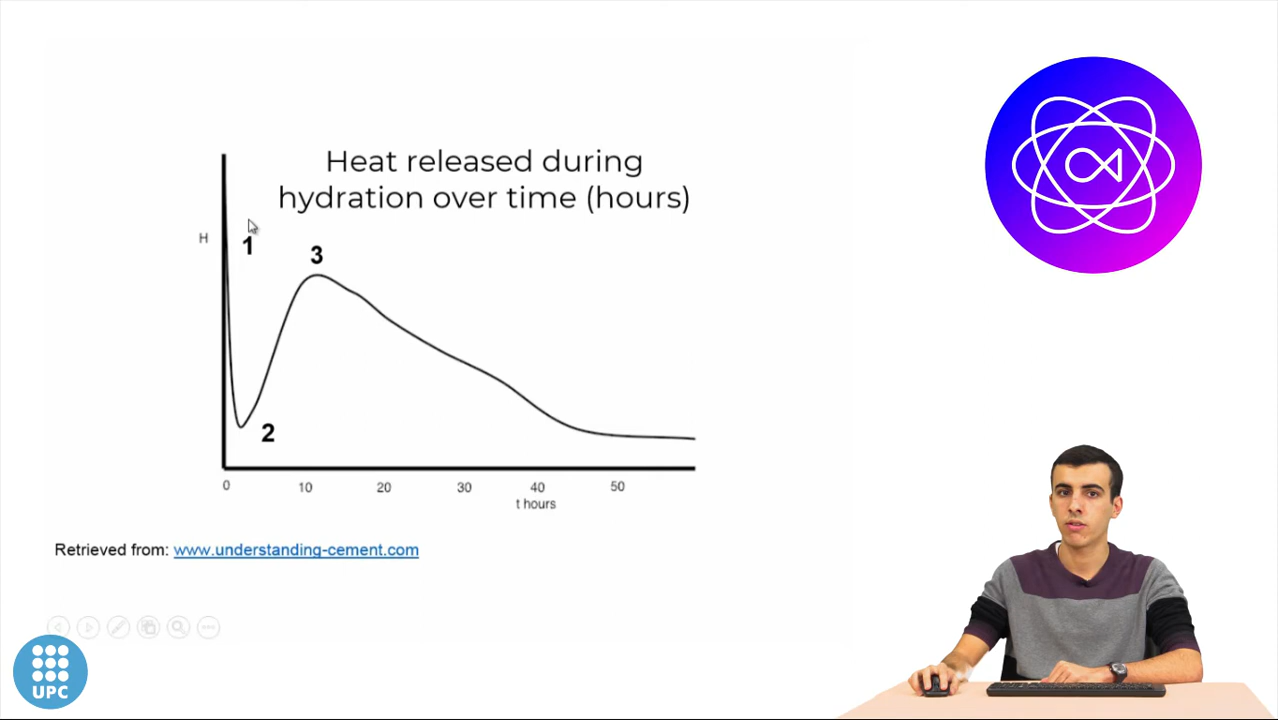 Heat released during
hydration over time (hours)
H
1
3
2
0 10 20 30 40 50
t hours
Retrieved from: www.understanding-cement.com
UPC